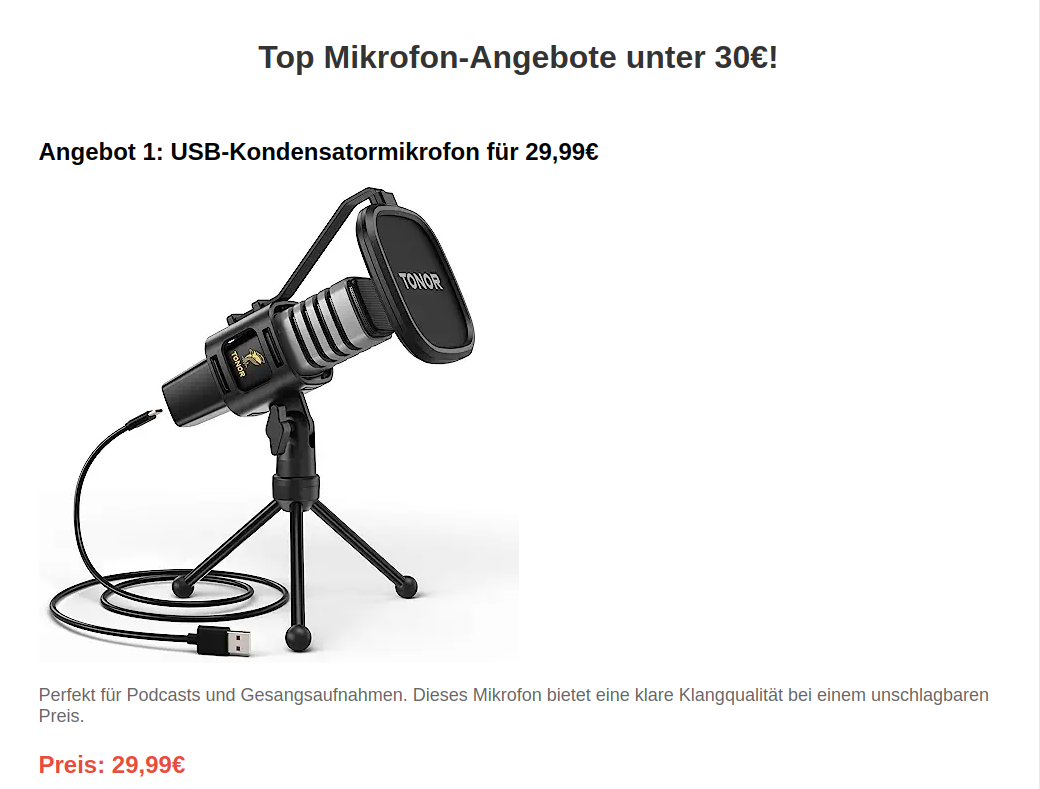 Top Mikrofon-Angebote unter 30€!
Angebot 1: USB-Kondensatormikrofon für 29,99€
TONOR
TONOR
Perfekt für Podcasts und Gesangsaufnahmen. Dieses Mikrofon bietet eine klare Klangqualität bei einem unschlagbaren
Preis.
Preis: 29,99€